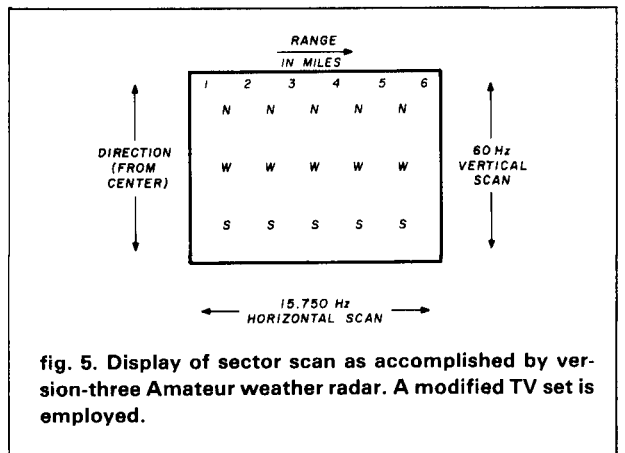 RANGE
IN MILES
1 2 3 4 5 6
N N N N N
DIRECTION
(FROM
CENTER)
W W W W W
60 Hz
VERTICAL
SCAN
S S S S S
15.750 Hz
HORIZONTAL SCAN
fig. 5. Display of sector scan as accomplished by ver-
sion-three Amateur weather radar. A modified TV set is
employed.